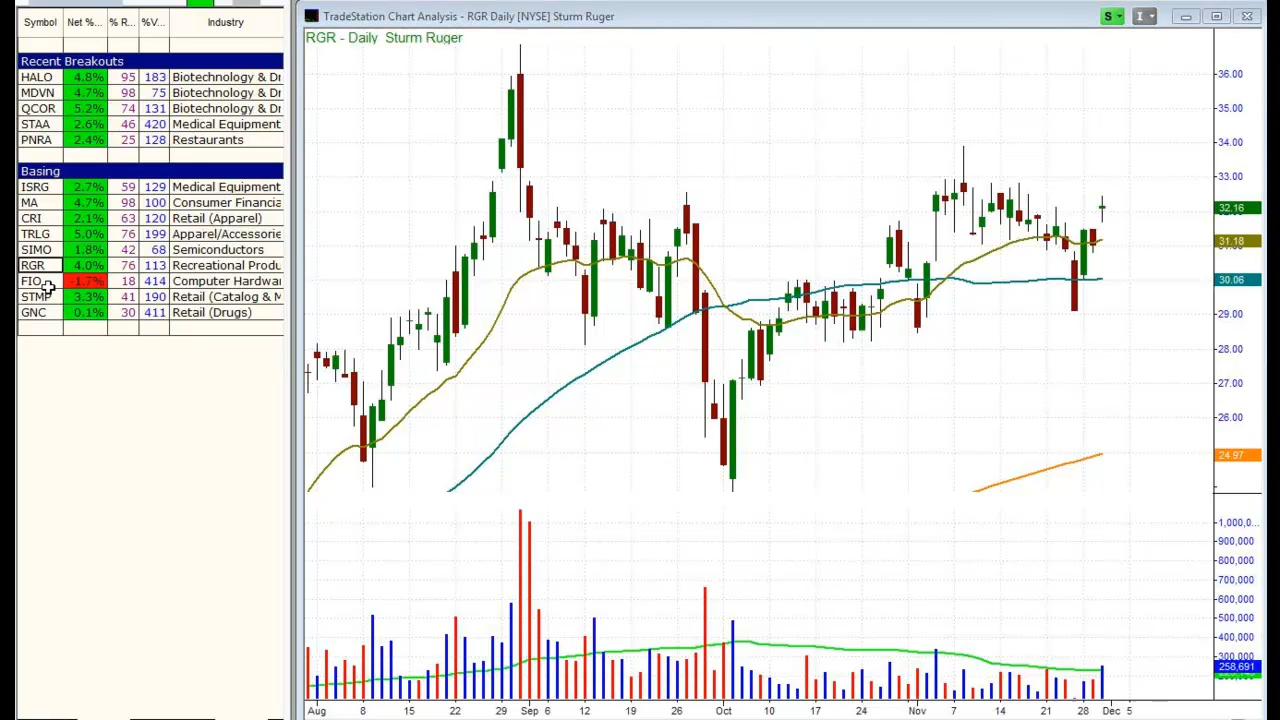 Symbol Net %... % R... %V... Industry
Recent Breakouts
HALO 4.8% 95 183 Biotechnology & Dr
MDVN 4.7% 98 75 Biotechnology & Dr
QCOR 5.2% 74 131 Biotechnology & Dr
STAA 2.6% 46 420 Medical Equipment
PNRA 2.4% 25 128 Restaurants
Basing
ISRG 2.7% 59 129 Medical Equipment
MA 4.7% 98 100 Consumer Financia
CRI 2.1% 63 120 Retail (Apparel)
TRLG 5.0% 76 199 Apparel/Accessorie
SIMO 1.8% 42 68 Semiconductors
RGR 4.0% 76 113 Recreational Produ
FIO -1.7% 18 414 Computer Hardwar
STMP 3.3% 41 190 Retail (Catalog & M
GNC 0.1% 30 411 Retail (Drugs)
TradeStation Chart Analysis - RGR Daily [NYSE] Sturm Ruger
S I
RGR - Daily Sturm Ruger
36.00
35.00
34.00
33.00
32.16
31.18
30.06
29.00
28.00
27.00
26.00
24.97
1,000,0...
900,000
800,000
700,000
600,000
500,000
400,000
300,000
258,691
Aug 8 15 22 29 Sep 6 12 19 26 Oct 10 17 24 Nov 7 14 21 28 Dec 5